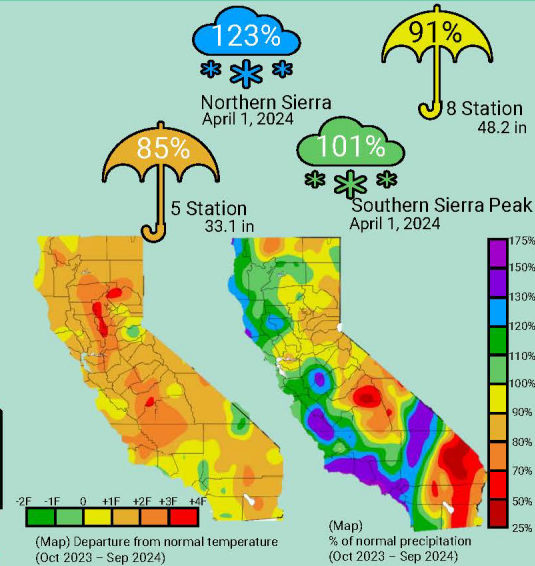 123%
Northern Sierra
April 1, 2024
91%
8 Station
48.2 in
85%
5 Station
33.1 in
101%
Southern Sierra Peak
April 1, 2024
175%
150%
130%
120%
110%
100%
90%
80%
70%
50%
25%
-2F -1F 0 +1F +2F +3F +4F
(Map) Departure from normal temperature
(Oct 2023 – Sep 2024)
(Map)
% of normal precipitation
(Oct 2023 – Sep 2024)